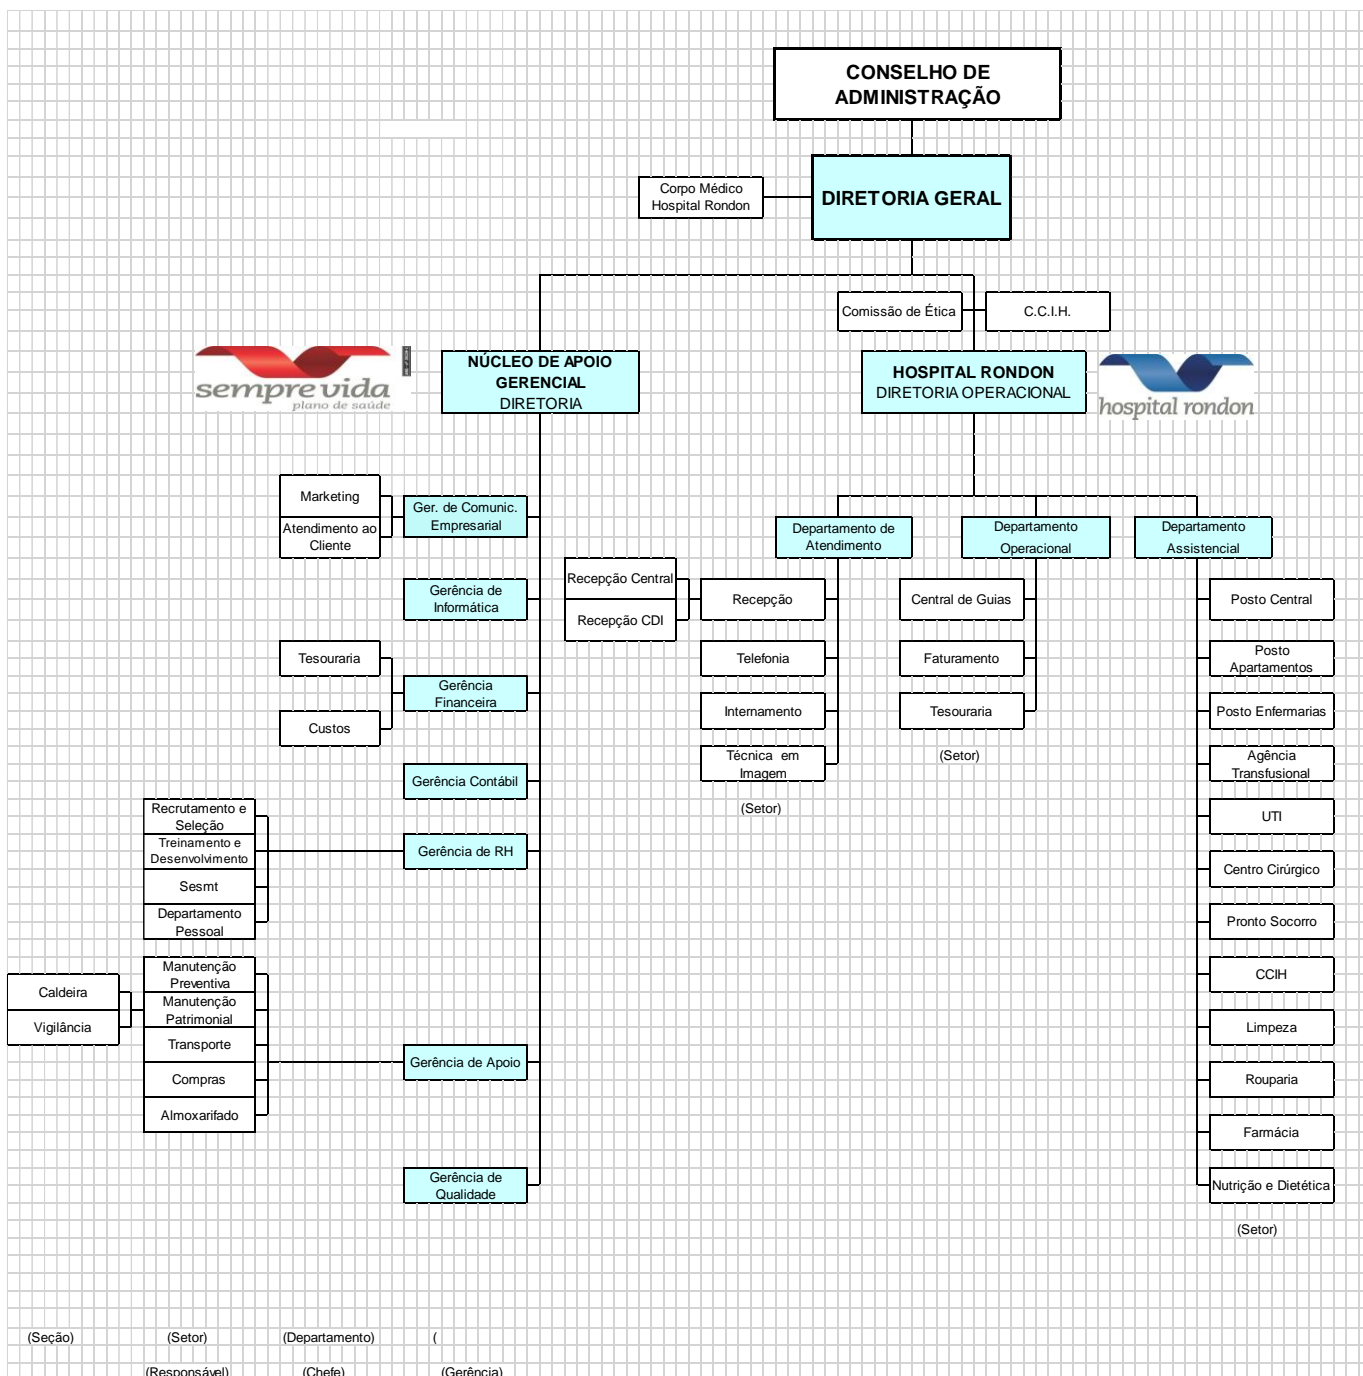 CONSELHO DE
ADMINISTRAÇÃO
Corpo Médico
Hospital Rondon
DIRETORIA GERAL
Comissão de Ética
C.C.I.H.
sempre vida
plano de saúde
NÚCLEO DE APOIO
GERENCIAL
DIRETORIA
HOSPITAL RONDON
DIRETORIA OPERACIONAL
hospital rondon
Marketing
Atendimento ao
Cliente
Ger. de Comunic.
Empresarial
Departamento de
Atendimento
Departamento
Operacional
Departamento
Assistencial
Gerência de
Informática
Recepção Central
Recepção CDI
Recepção
Central de Guias
Posto Central
Tesouraria
Telefonia
Faturamento
Posto
Apartamentos
Gerência
Financeira
Internamento
Tesouraria
Posto Enfermarias
Custos
Técnica em
Imagem
(Setor)
Agência
Transfusional
Gerência Contábil
(Setor)
Recrutamento e
Seleção
Treinamento e
Desenvolvimento
Sesmt
Departamento
Pessoal
Gerência de RH
UTI
Centro Cirúrgico
Pronto Socorro
Manutenção
Preventiva
Manutenção
Patrimonial
Transporte
Compras
Almoxarifado
Caldeira
Vigilância
Gerência de Apoio
CCIH
Limpeza
Rouparia
Farmácia
Gerência de
Qualidade
Nutrição e Dietética
(Setor)
(Seção)
(Setor)
(Departamento)
(
(Responsável)
(Chefe)
(Gerência)